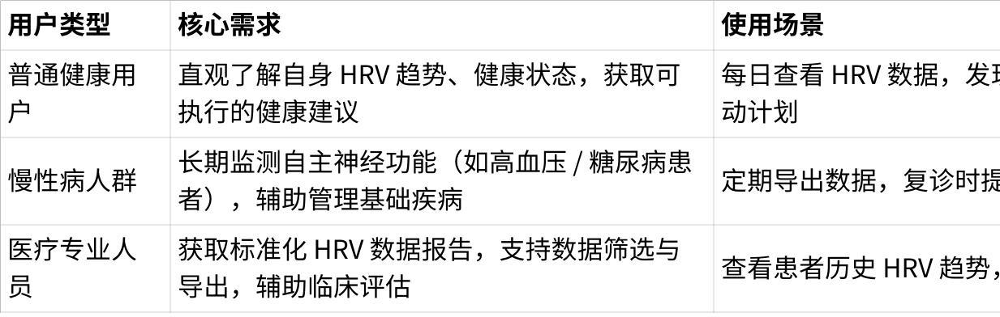 用户类型 核心需求 使用场景
普通健康用
户
直观了解自身 HRV 趋势、健康状态，获取可
执行的健康建议
每日查看 HRV 数据，发
动计划
慢性病人群
长期监测自主神经功能（如高血压 / 糖尿病患
者），辅助管理基础疾病
定期导出数据，复诊时
医疗专业人
员
获取标准化 HRV 数据报告，支持数据筛选与
导出，辅助临床评估
查看患者历史 HRV 趋势，